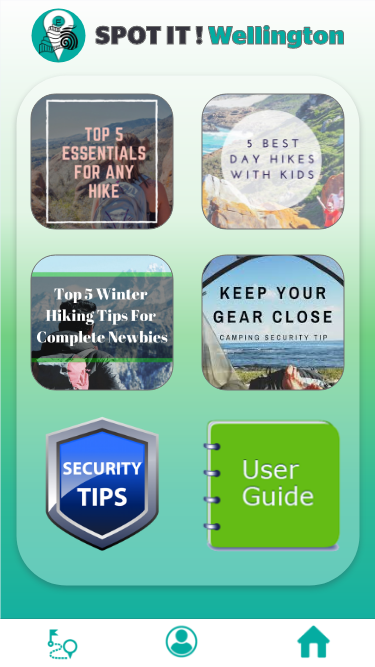 SPOT IT ! Wellington
TOP 5
ESSENTIALS
FOR ANY
HIKE
5 BEST
DAY HIKES
WITH KIDS
Top 5 Winter
Hiking Tips For
Complete Newbies
KEEP YOUR
GEAR CLOSE
CAMPING SECURITY TIP
SECURITY
TIPS
User
Guide